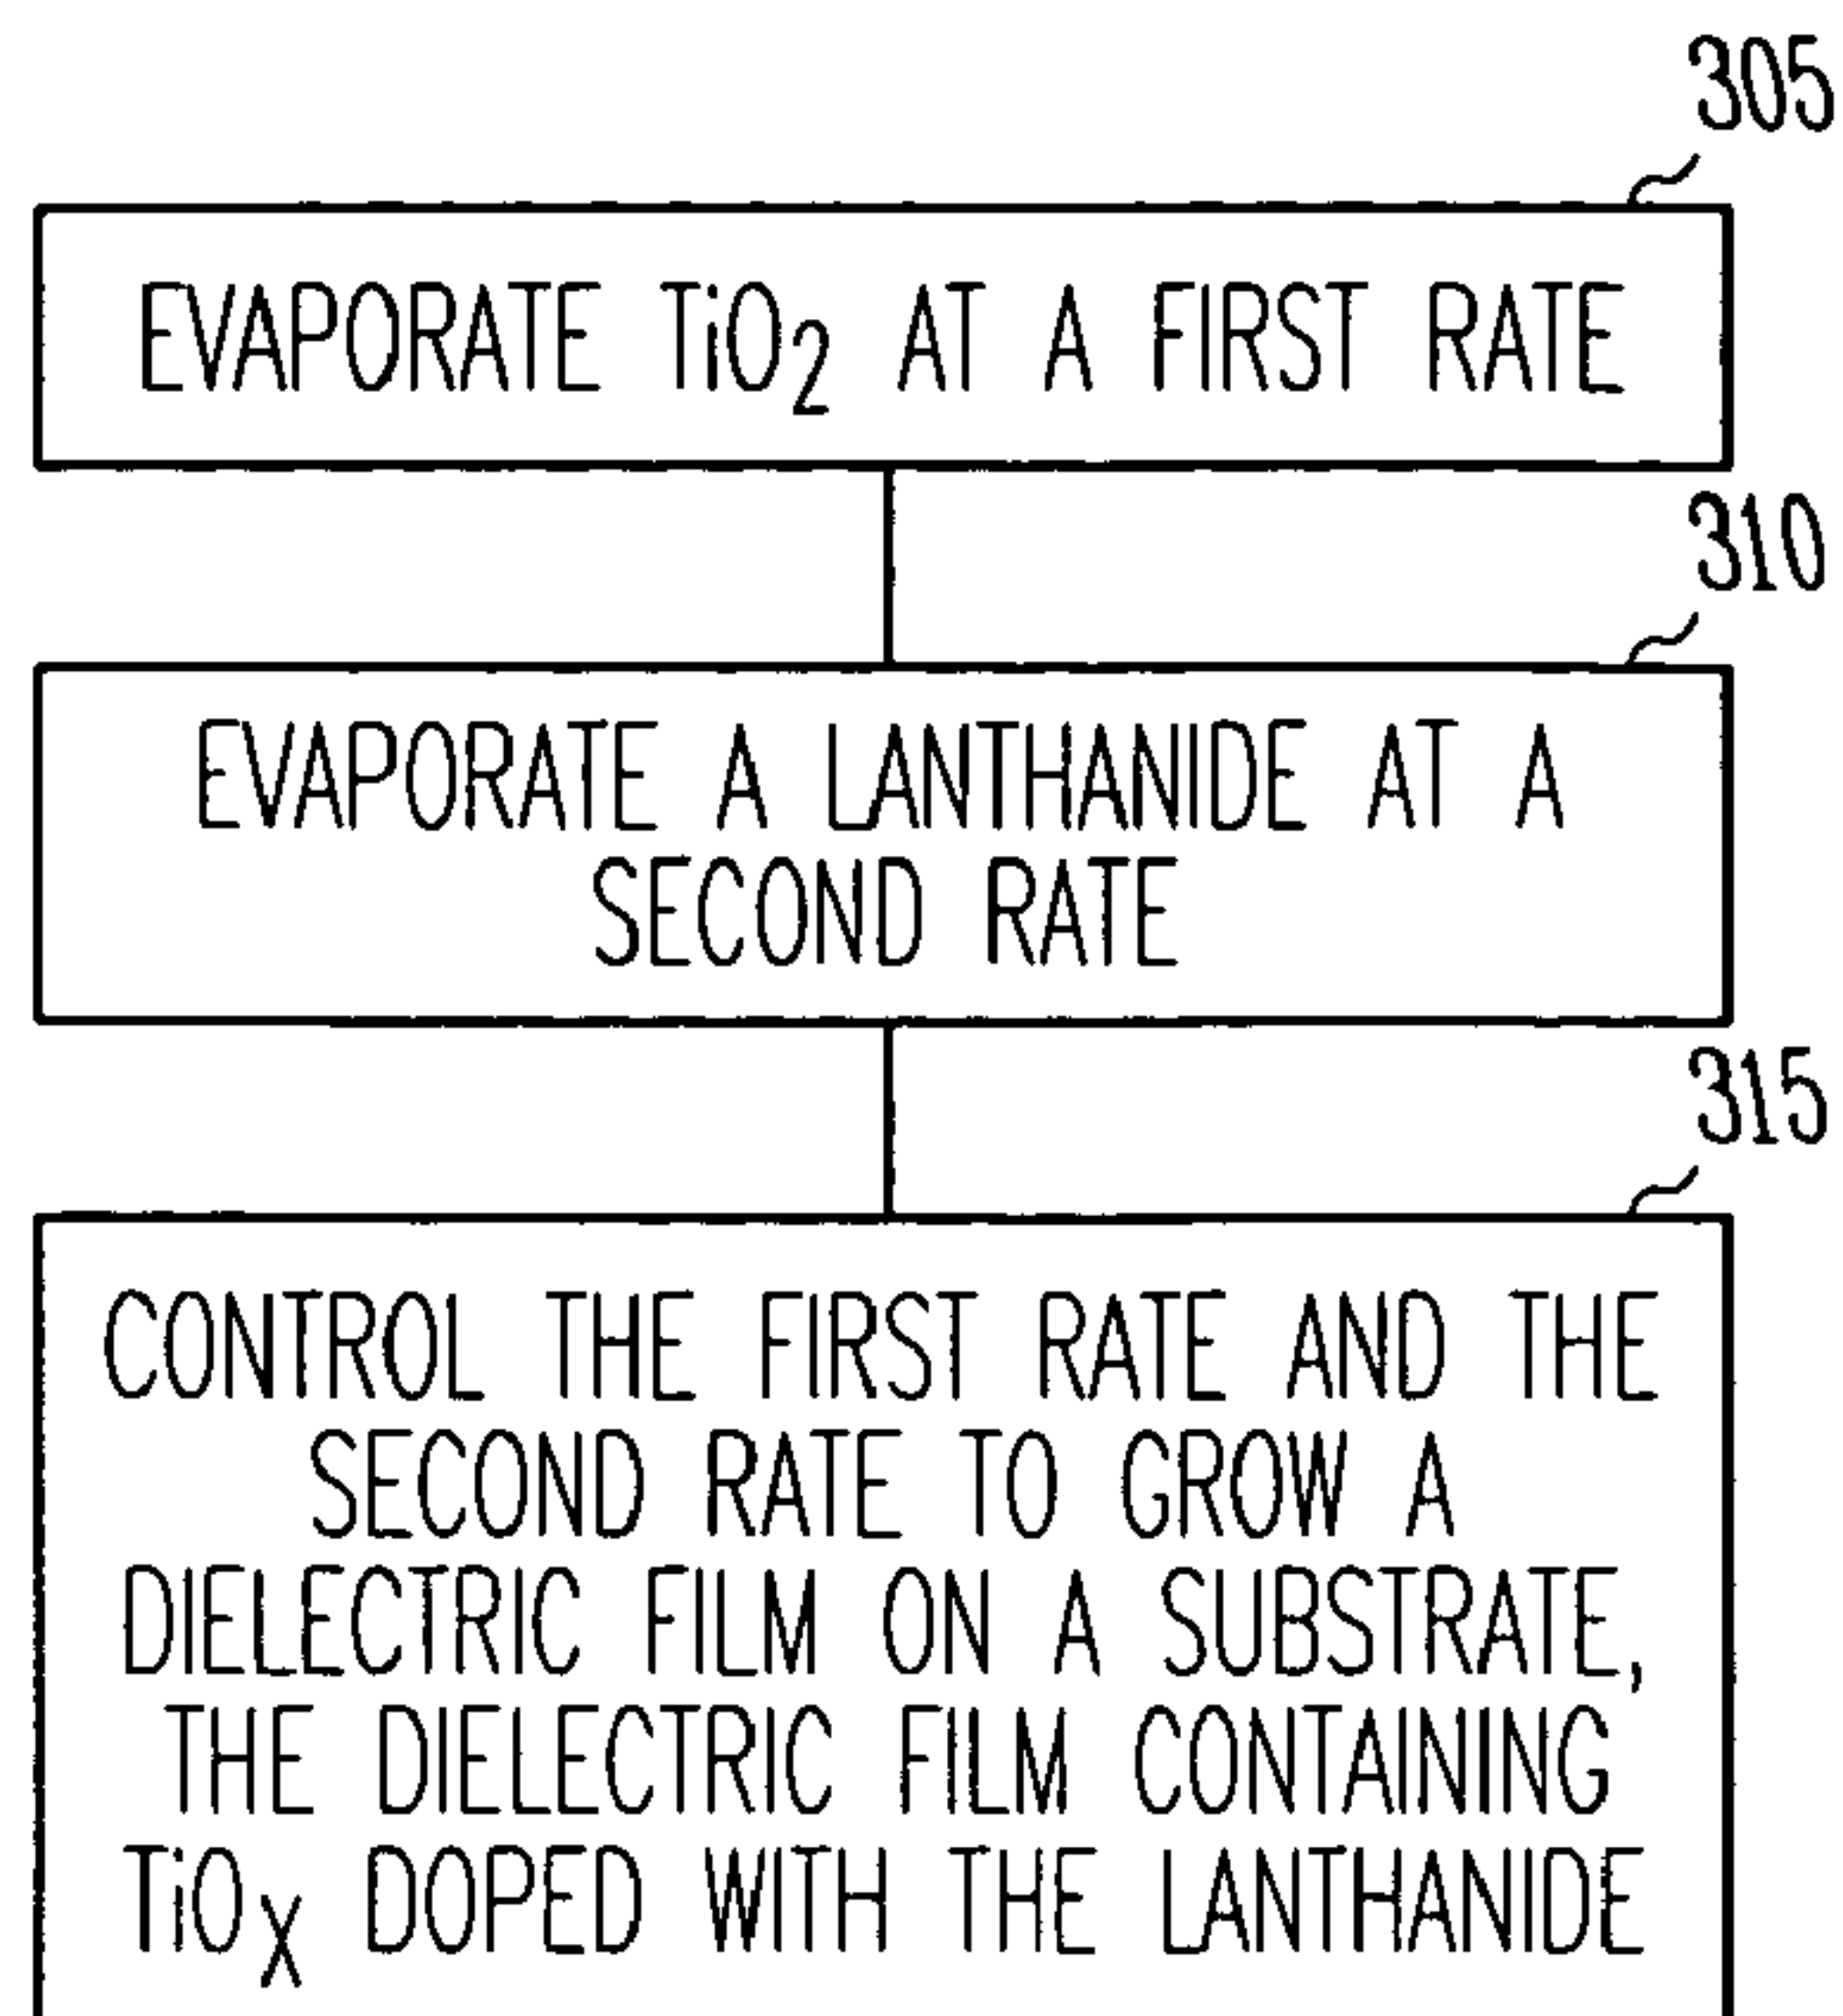 305
EVAPORATE TiO₂ AT A FIRST RATE
310
EVAPORATE A LANTHANIDE AT A
SECOND RATE
315
CONTROL THE FIRST RATE AND THE
SECOND RATE TO GROW A
DIELECTRIC FILM ON A SUBSTRATE,
THE DIELECTRIC FILM CONTAINING
TiOₓ DOPED WITH THE LANTHANIDE